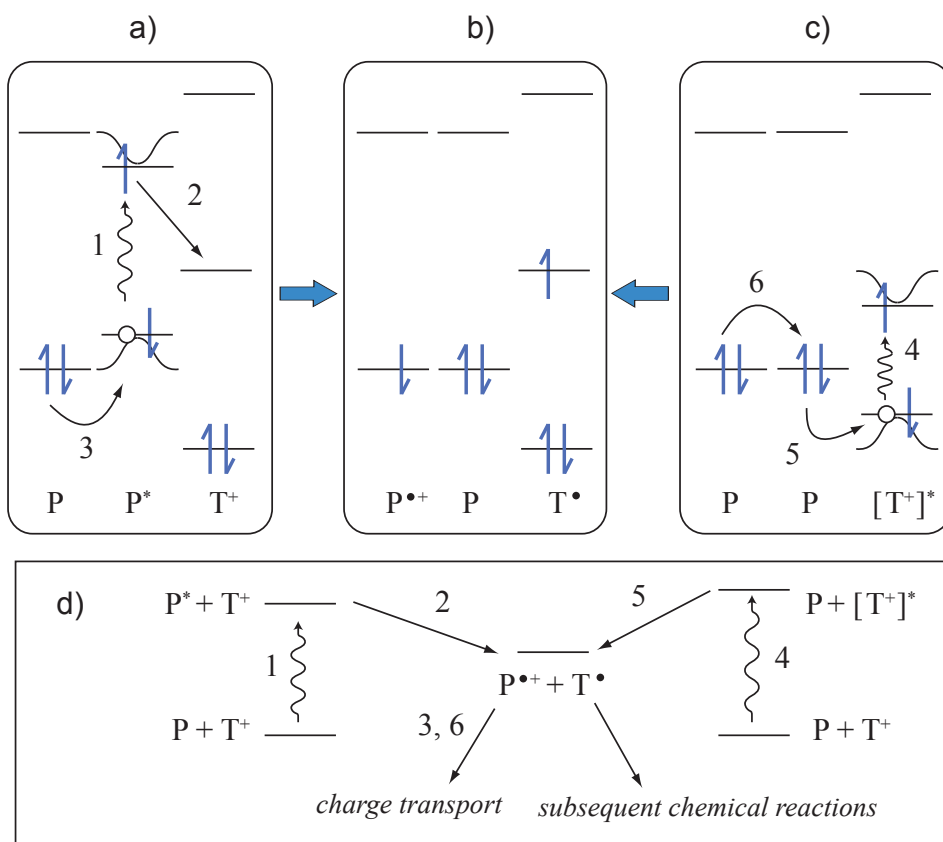 a) b) c)
2
1
6
4
3
5
P P* T⁺
P•⁺ P T•
P P [T⁺]*
d)
P* + T⁺
2
5
P + [T⁺]*
1
4
P•⁺ + T•
P + T⁺
3, 6
P + T⁺
charge transport
subsequent chemical reactions